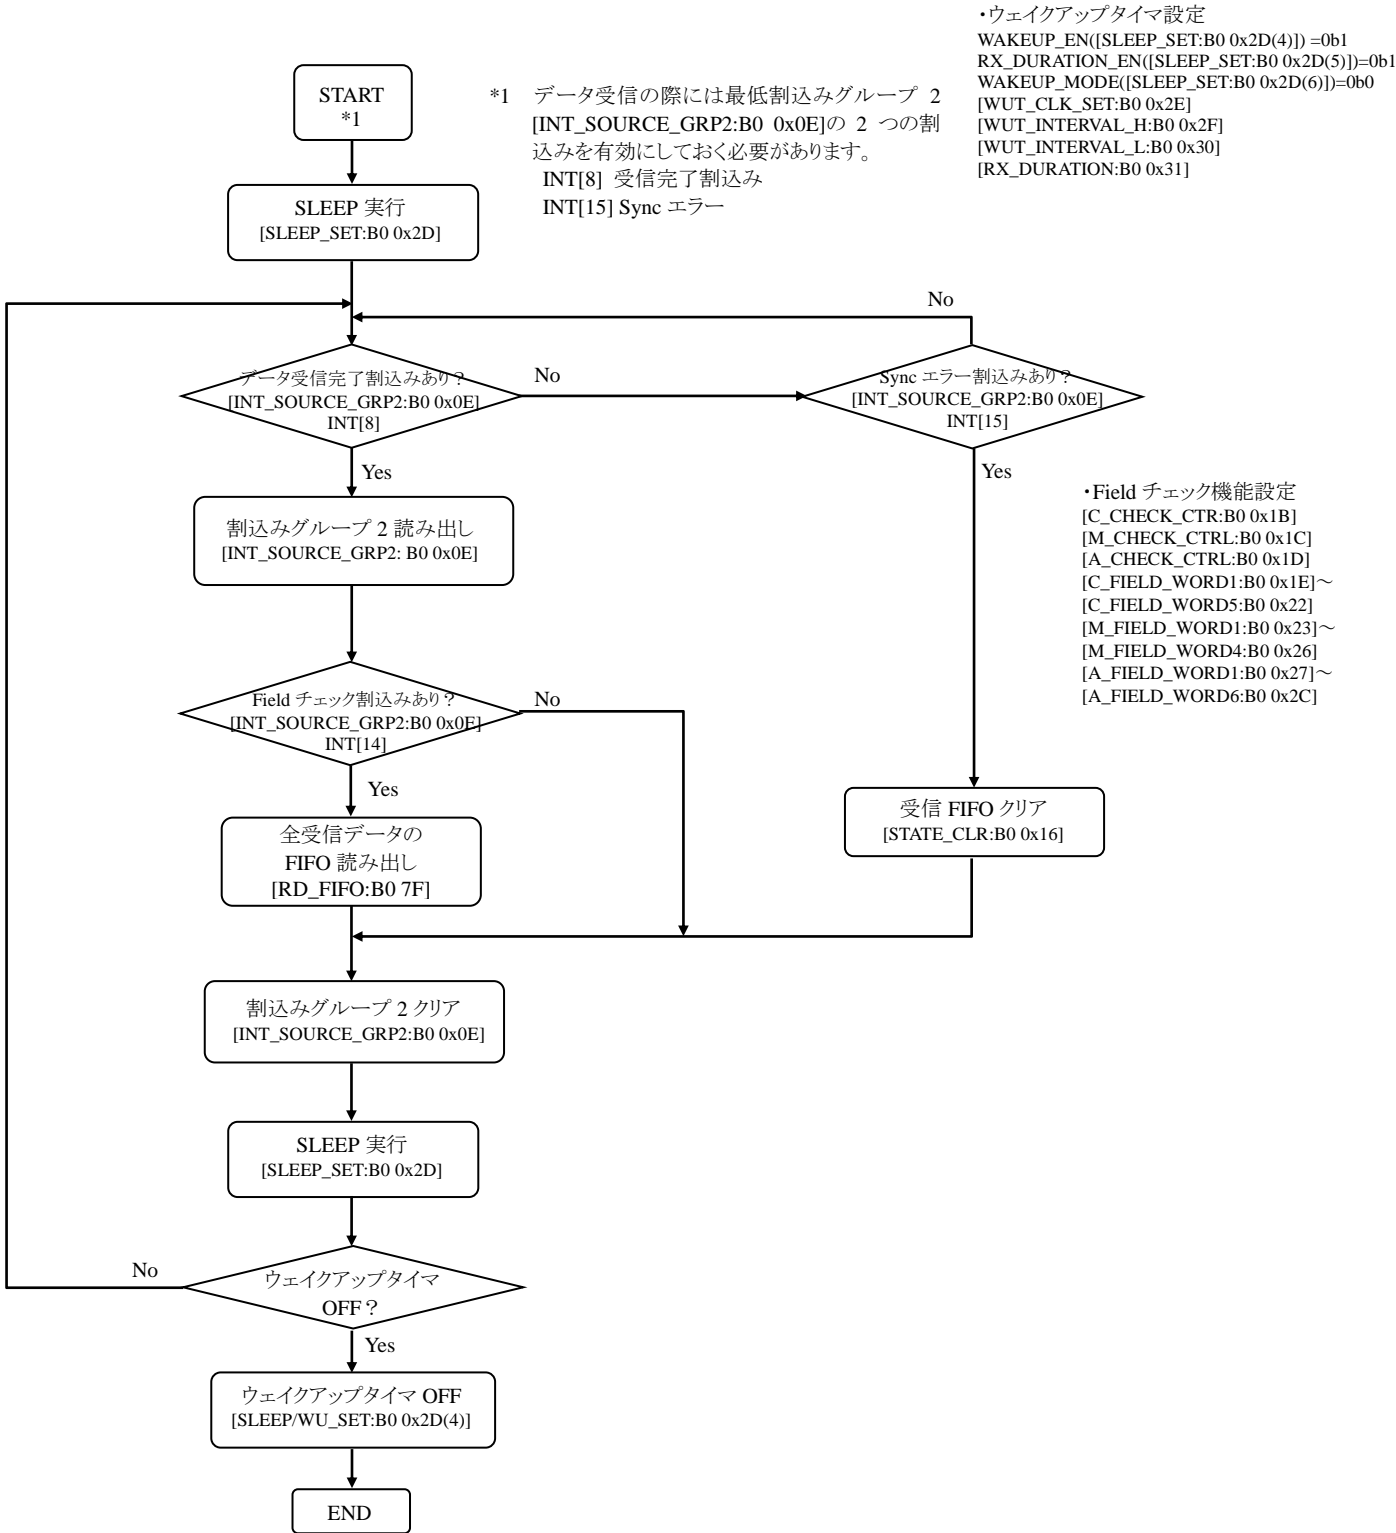 ・ウェイクアップタイマ設定
WAKEUP_EN([SLEEP_SET:B0 0x2D(4)]) =0b1
RX_DURATION_EN([SLEEP_SET:B0 0x2D(5)])=0b1
WAKEUP_MODE([SLEEP_SET:B0 0x2D(6)])=0b0
[WUT_CLK_SET:B0 0x2E]
[WUT_INTERVAL_H:B0 0x2F]
[WUT_INTERVAL_L:B0 0x30]
[RX_DURATION:B0 0x31]
START
*1
*1 データ受信の際には最低割込みグループ 2
[INT_SOURCE_GRP2:B0 0x0E]の 2 つの割
込みを有効にしておく必要があります。
INT[8] 受信完了割込み
INT[15] Sync エラー
SLEEP 実行
[SLEEP_SET:B0 0x2D]
No
データ受信完了割込みあり？
[INT_SOURCE_GRP2:B0 0x0E]
INT[8]
No
Sync エラー割込みあり？
[INT_SOURCE_GRP2:B0 0x0E]
INT[15]
Yes
Yes
・Field チェック機能設定
[C_CHECK_CTR:B0 0x1B]
[M_CHECK_CTRL:B0 0x1C]
[A_CHECK_CTRL:B0 0x1D]
[C_FIELD_WORD1:B0 0x1E]～
[C_FIELD_WORD5:B0 0x22]
[M_FIELD_WORD1:B0 0x23]～
[M_FIELD_WORD4:B0 0x26]
[A_FIELD_WORD1:B0 0x27]～
[A_FIELD_WORD6:B0 0x2C]
割込みグループ 2 読み出し
[INT_SOURCE_GRP2: B0 0x0E]
Field チェック割込みあり？
[INT_SOURCE_GRP2:B0 0x0E]
INT[14]
No
Yes
全受信データの
FIFO 読み出し
[RD_FIFO:B0 7F]
受信 FIFO クリア
[STATE_CLR:B0 0x16]
割込みグループ 2 クリア
[INT_SOURCE_GRP2:B0 0x0E]
SLEEP 実行
[SLEEP_SET:B0 0x2D]
No
ウェイクアップタイマ
OFF？
Yes
ウェイクアップタイマ OFF
[SLEEP/WU_SET:B0 0x2D(4)]
END